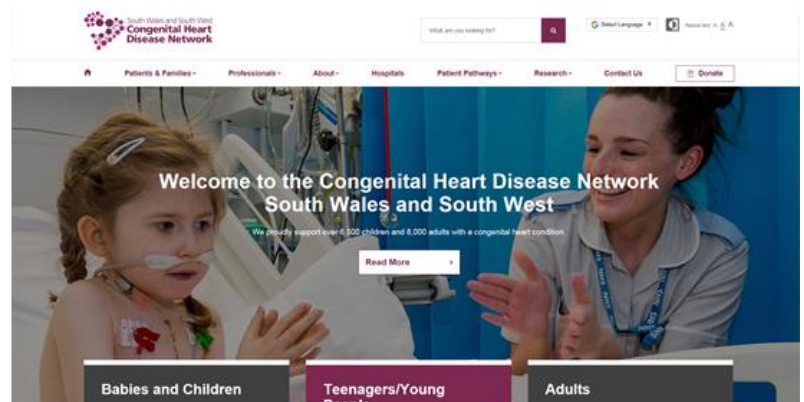 South Wales and South West
Congenital Heart
Disease Network
What are you looking for?
Select Language
A A A
Patients & Families
Professionals
About
Hospitals
Patient Pathways
Research
Contact Us
Donate
Welcome to the Congenital Heart Disease Network
South Wales and South West
We proudly support over 6,500 children and 8,000 adults with a congenital heart condition.
Read More
Babies and Children
Teenagers/Young
People
Adults
NHS